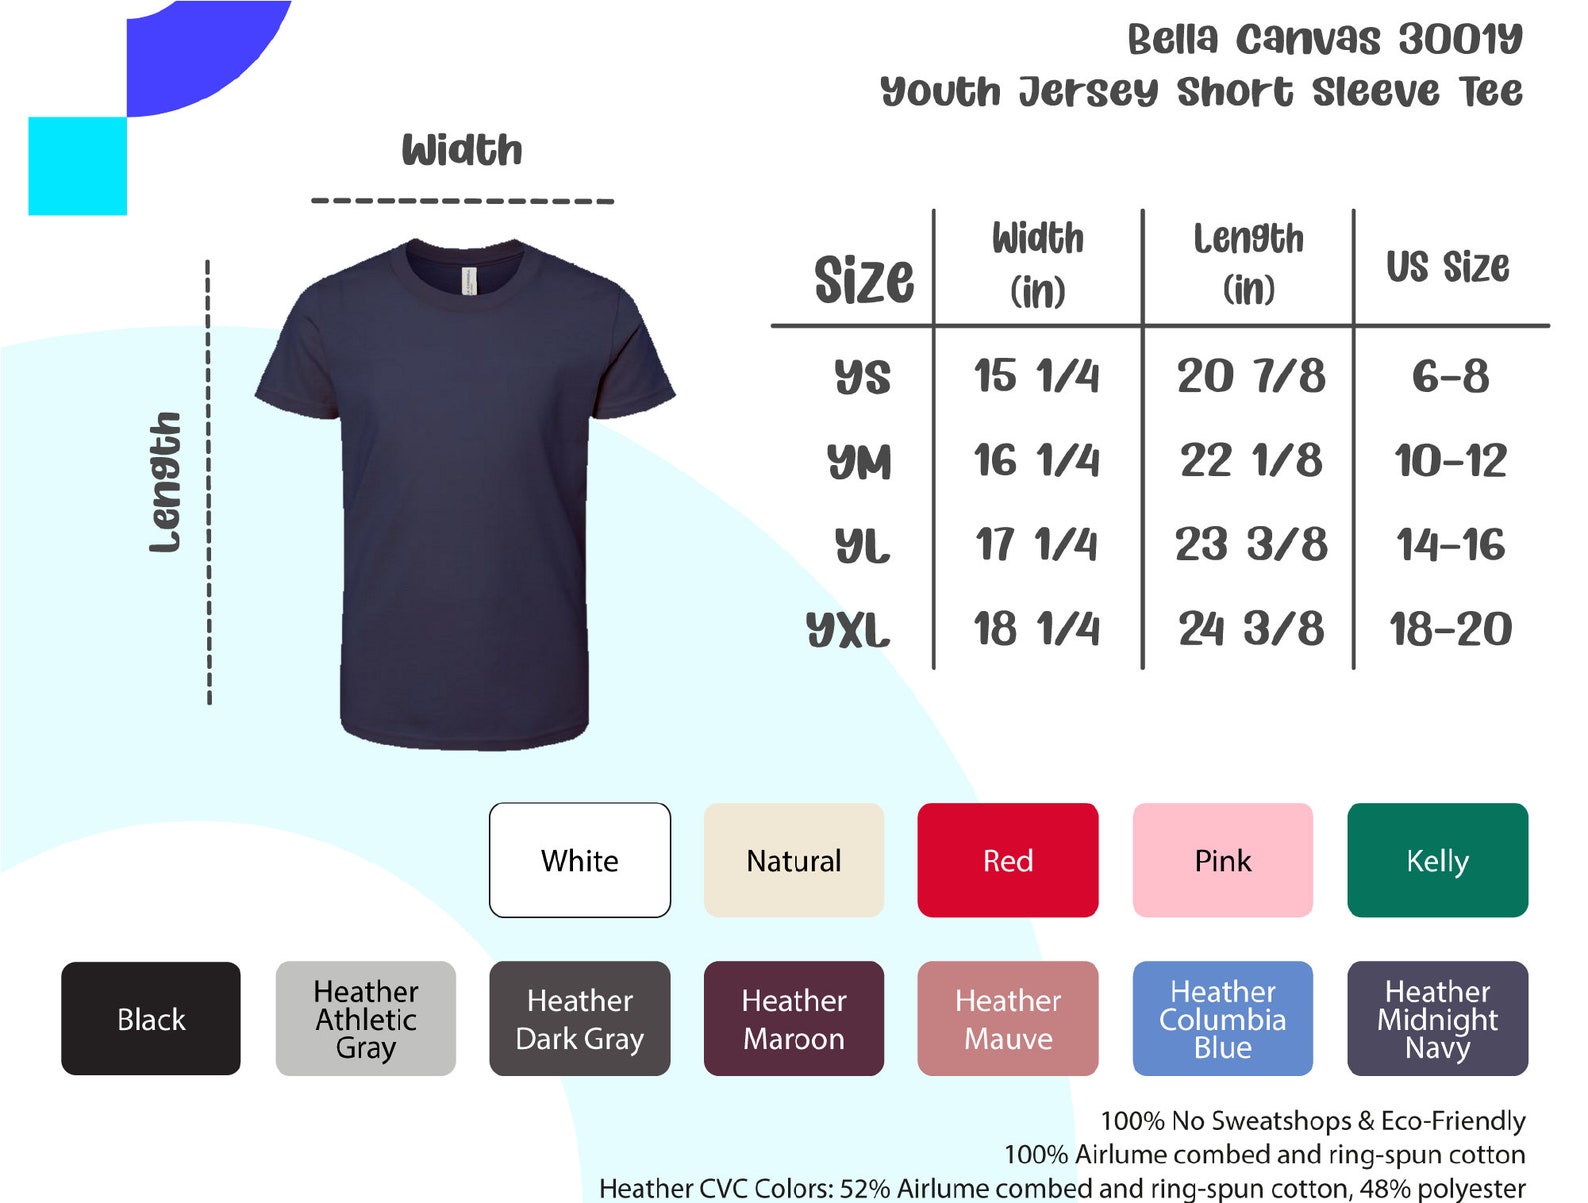 Bella Canvas 3001Y
Youth Jersey Short Sleeve Tee
Width
Length
Size Width (in) Length (in) US Size
YS 15 1/4 20 7/8 6-8
YM 16 1/4 22 1/8 10-12
YL 17 1/4 23 3/8 14-16
YXL 18 1/4 24 3/8 18-20
White Natural Red Pink Kelly
Black
Heather
Athletic
Gray
Heather
Dark Gray
Heather
Maroon
Heather
Mauve
Heather
Columbia
Blue
Heather
Midnight
Navy
100% No Sweatshops & Eco-Friendly
100% Airlume combed and ring-spun cotton
Heather CVC Colors: 52% Airlume combed and ring-spun cotton, 48% polyester